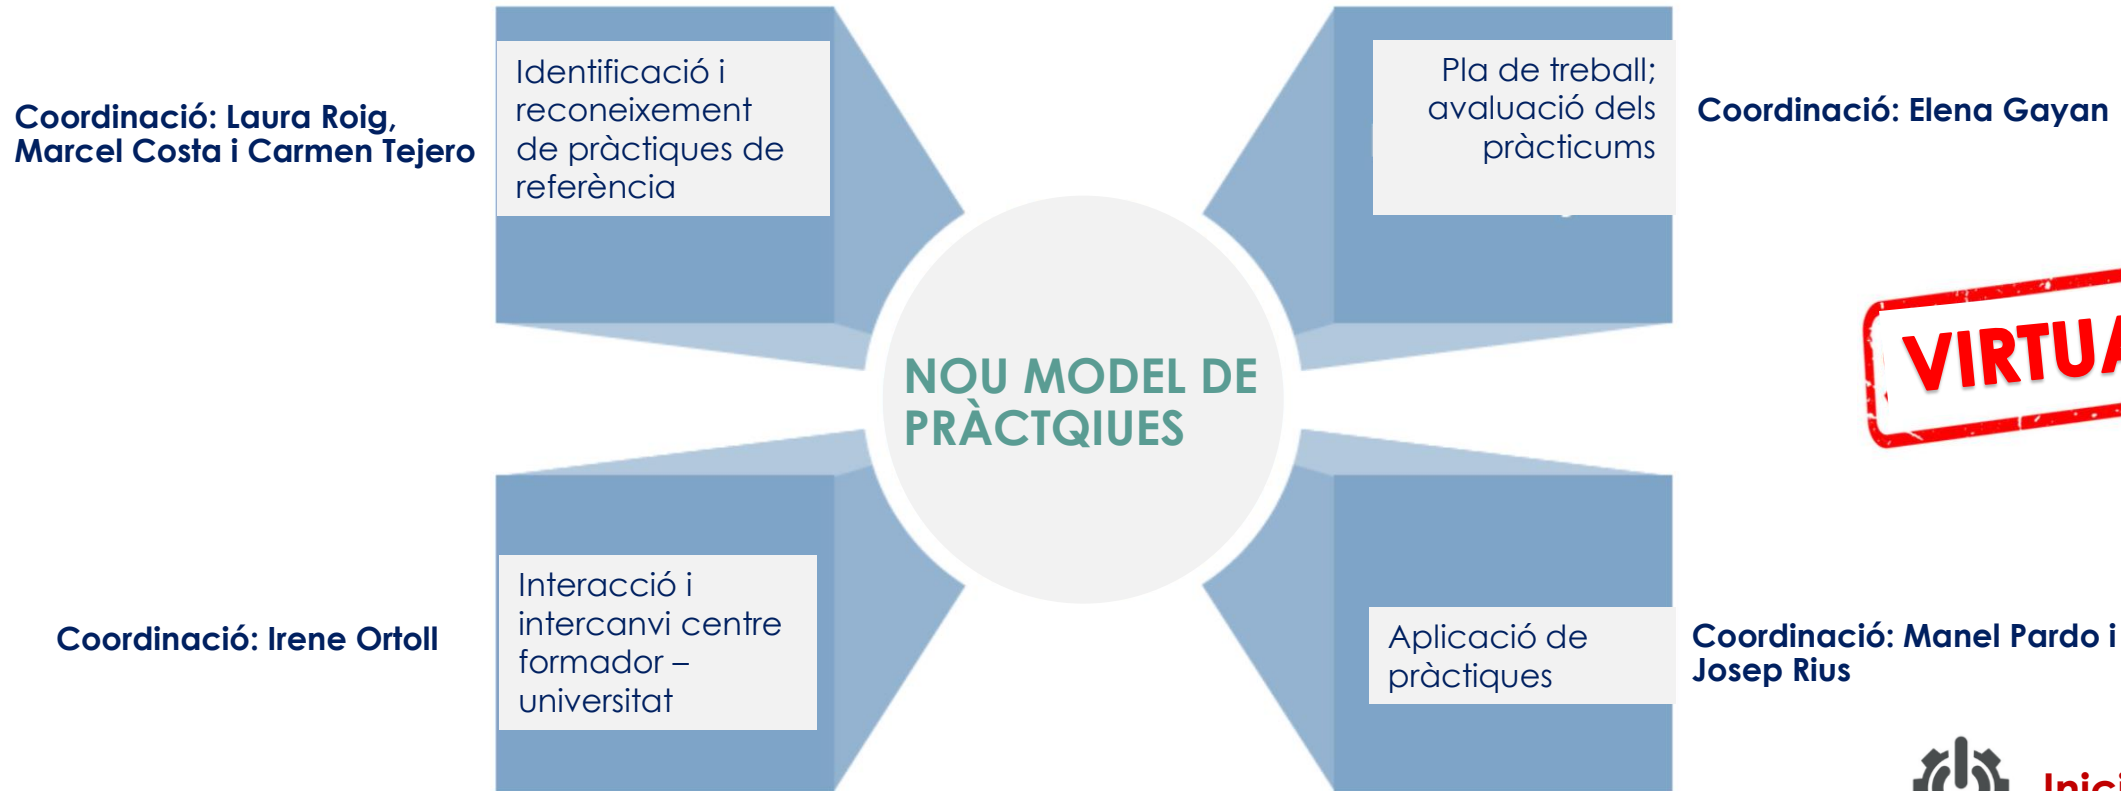 Coordinació: Laura Roig,
Marcel Costa i Carmen Tejero
Identificació i
reconeixement
de pràctiques de
referència
Pla de treball;
avaluació dels
pràcticums
Coordinació: Elena Gayan
NOU MODEL DE
PRÀCTQIUES
Coordinació: Irene Ortoll
Interacció i
intercanvi centre
formador –
universitat
Aplicació de
pràctiques
Coordinació: Manel Pardo i
Josep Rius